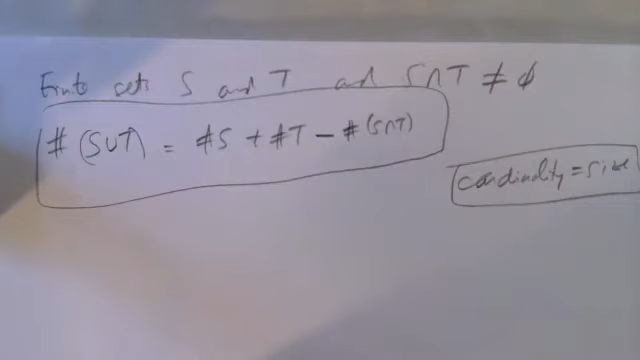 Finite sets S and T and S∩T ≠ ϕ
# (S∪T) = #S + #T − #(S∩T)
cardinality = size